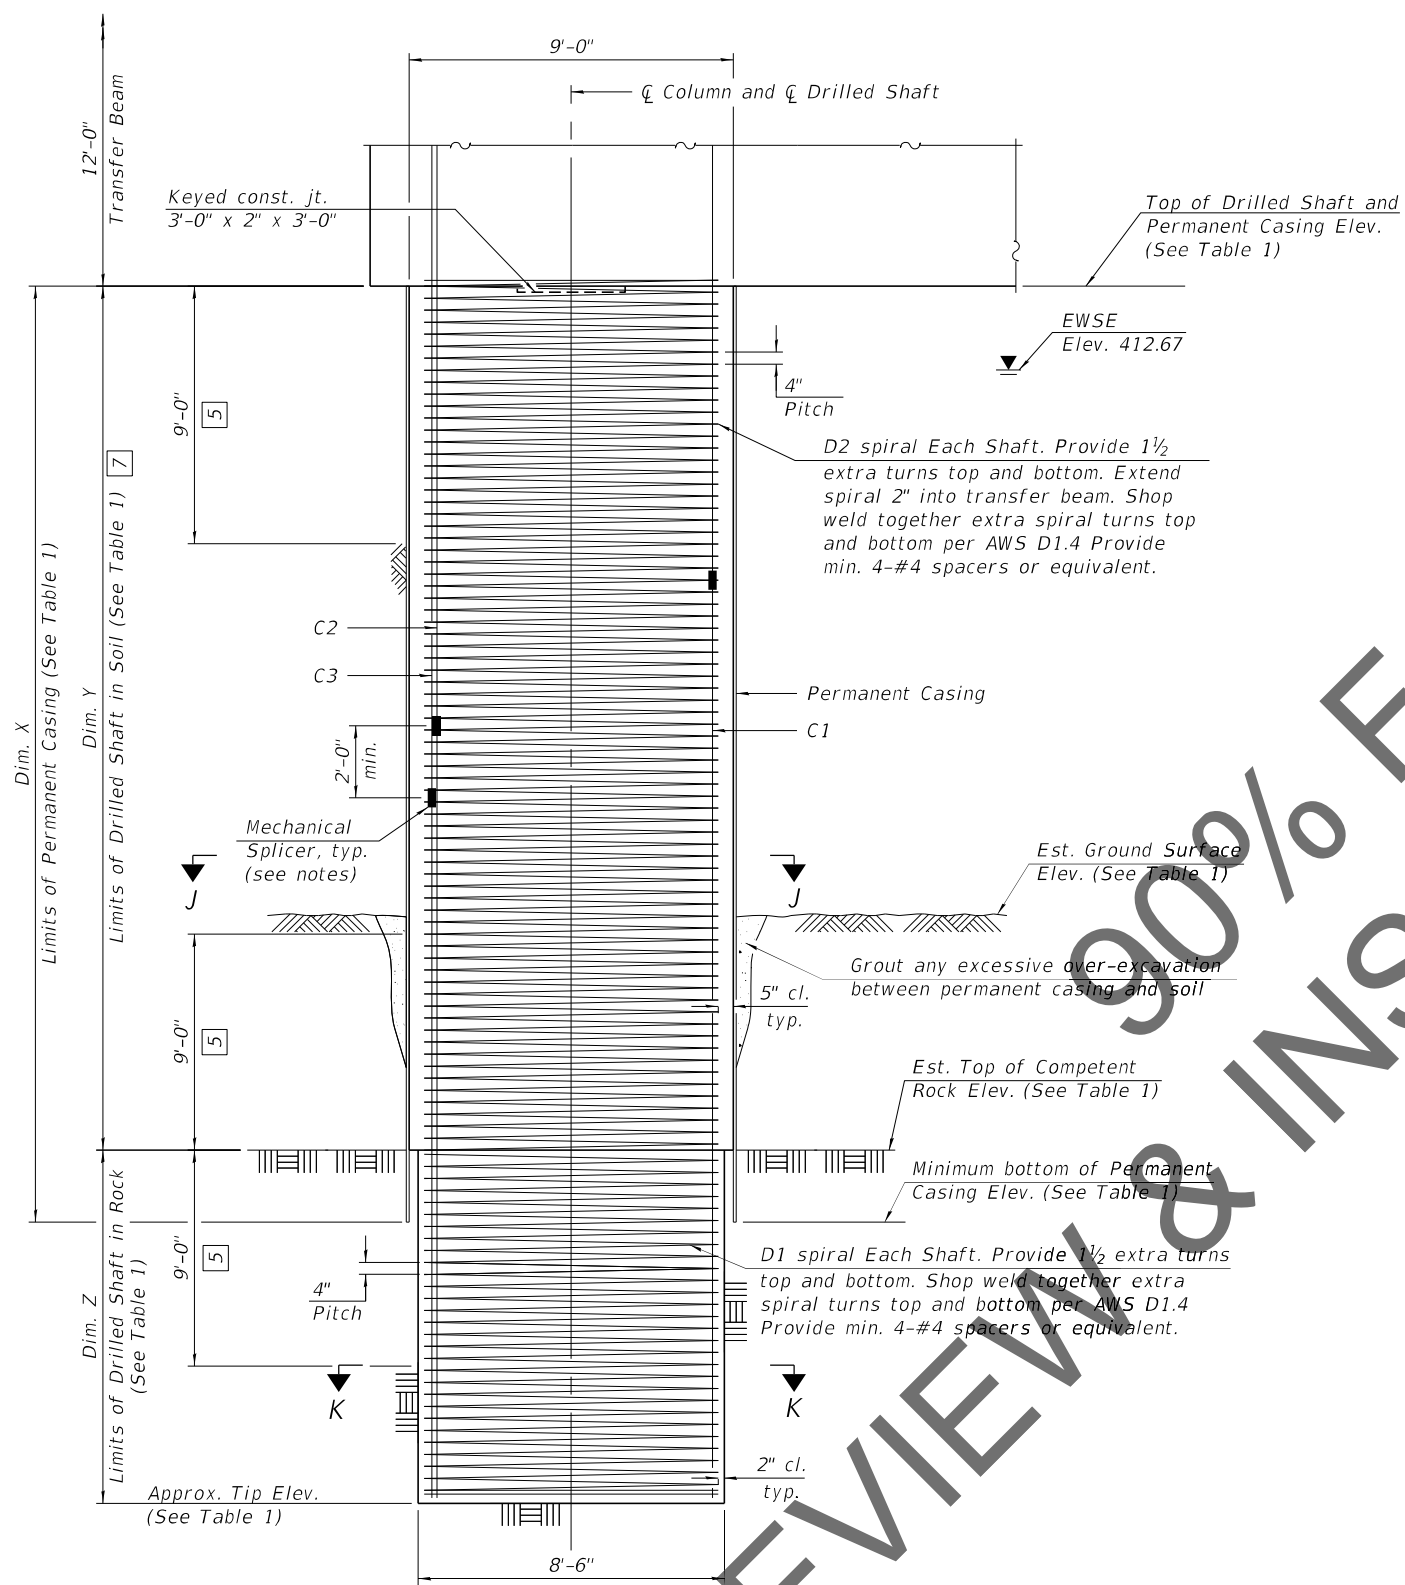 9'-0"
℄ Column and ℄ Drilled Shaft
12'-0"
Transfer Beam
Keyed const. jt.
3'-0" x 2" x 3'-0"
Top of Drilled Shaft and
Permanent Casing Elev.
(See Table 1)
EWSE
Elev. 412.67
4"
Pitch
9'-0"
5
D2 spiral Each Shaft. Provide 1½
extra turns top and bottom. Extend
spiral 2" into transfer beam. Shop
weld together extra spiral turns top
and bottom per AWS D1.4 Provide
min. 4-#4 spacers or equivalent.
Dim. X
Limits of Permanent Casing (See Table 1)
Dim. Y
Limits of Drilled Shaft in Soil (See Table 1)
7
C2
C3
Permanent Casing
C1
2'-0"
min.
Mechanical
Splicer, typ.
(see notes)
J
J
Est. Ground Surface
Elev. (See Table 1)
Grout any excessive over-excavation
between permanent casing and soil
5" cl.
typ.
9'-0"
5
Est. Top of Competent
Rock Elev. (See Table 1)
Minimum bottom of Permanent
Casing Elev. (See Table 1)
Dim. Z
Limits of Drilled Shaft in Rock
(See Table 1)
9'-0"
5
4"
Pitch
D1 spiral Each Shaft. Provide 1½ extra turns
top and bottom. Shop weld together extra
spiral turns top and bottom per AWS D1.4
Provide min. 4-#4 spacers or equivalent.
K
K
2" cl.
typ.
Approx. Tip Elev.
(See Table 1)
8'-6"
90% F
EVIEW & INS